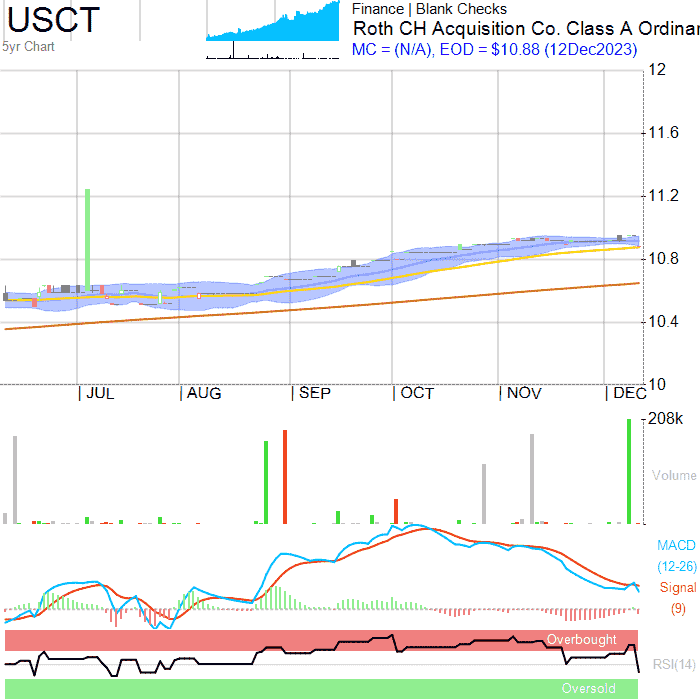 USCT
5yr Chart
Finance | Blank Checks
Roth CH Acquisition Co. Class A Ordinar
MC = (N/A), EOD = $10.88 (12Dec2023)
12
11.6
11.2
10.8
10.4
10
| JUL | AUG | SEP | OCT | NOV | DEC
208k
Volume
MACD
(12-26)
Signal
(9)
Overbought
RSI(14)
Oversold